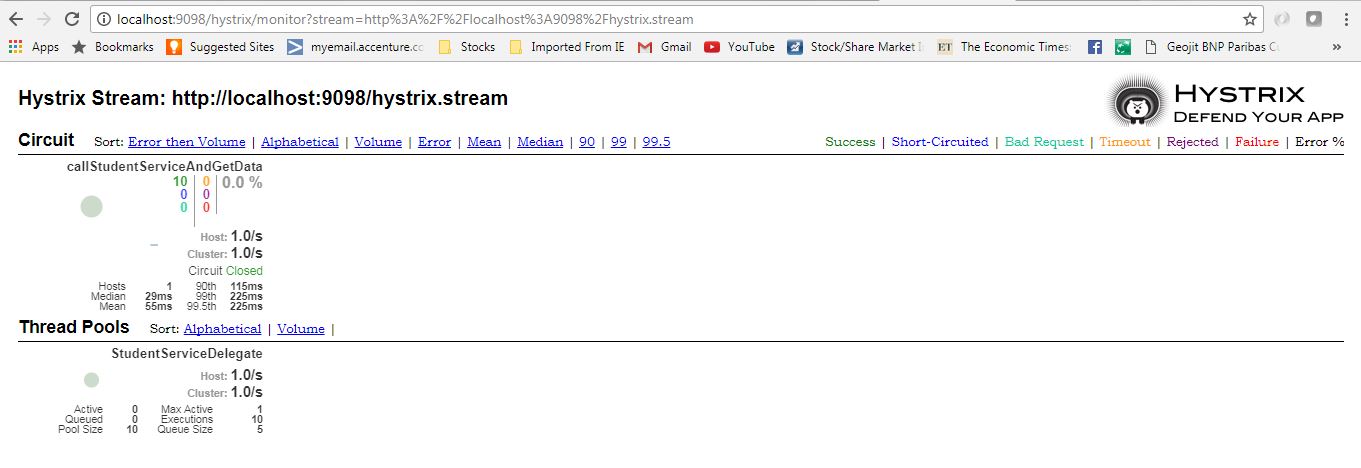 localhost:9098/hystrix/monitor?stream=http%3A%2F%2Flocalhost%3A9098%2Fhystrix.stream
Apps Bookmarks Suggested Sites myemail.accenture.cc Stocks Imported From IE Gmail YouTube Stock/Share Market I ET The Economic Times: Geojit BNP Paribas Cu »
Hystrix Stream: http://localhost:9098/hystrix.stream
HYSTRIX
DEFEND YOUR APP
Circuit Sort: Error then Volume | Alphabetical | Volume | Error | Mean | Median | 90 | 99 | 99.5 Success | Short-Circuited | Bad Request | Timeout | Rejected | Failure | Error %
callStudentServiceAndGetData
10 0 0.0 %
0 0
0 0
Host: 1.0/s
Cluster: 1.0/s
Circuit Closed
Hosts 1 90th 115ms
Median 29ms 99th 225ms
Mean 55ms 99.5th 225ms
Thread Pools Sort: Alphabetical | Volume |
StudentServiceDelegate
Host: 1.0/s
Cluster: 1.0/s
Active 0 Max Active 1
Queued 0 Executions 10
Pool Size 10 Queue Size 5